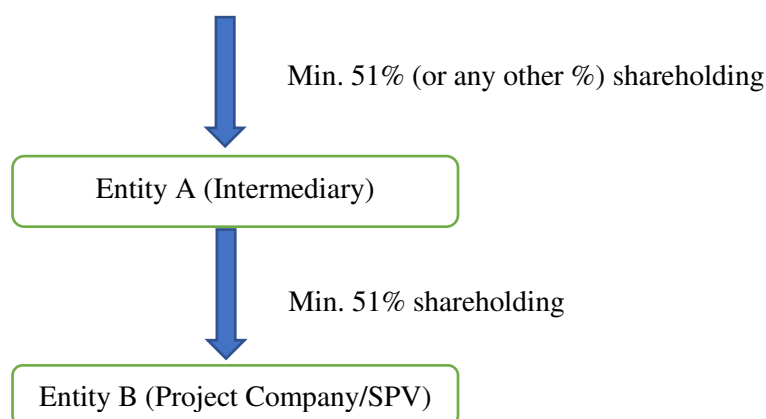 Min. 51% (or any other %) shareholding
Entity A (Intermediary)
Min. 51% shareholding
Entity B (Project Company/SPV)